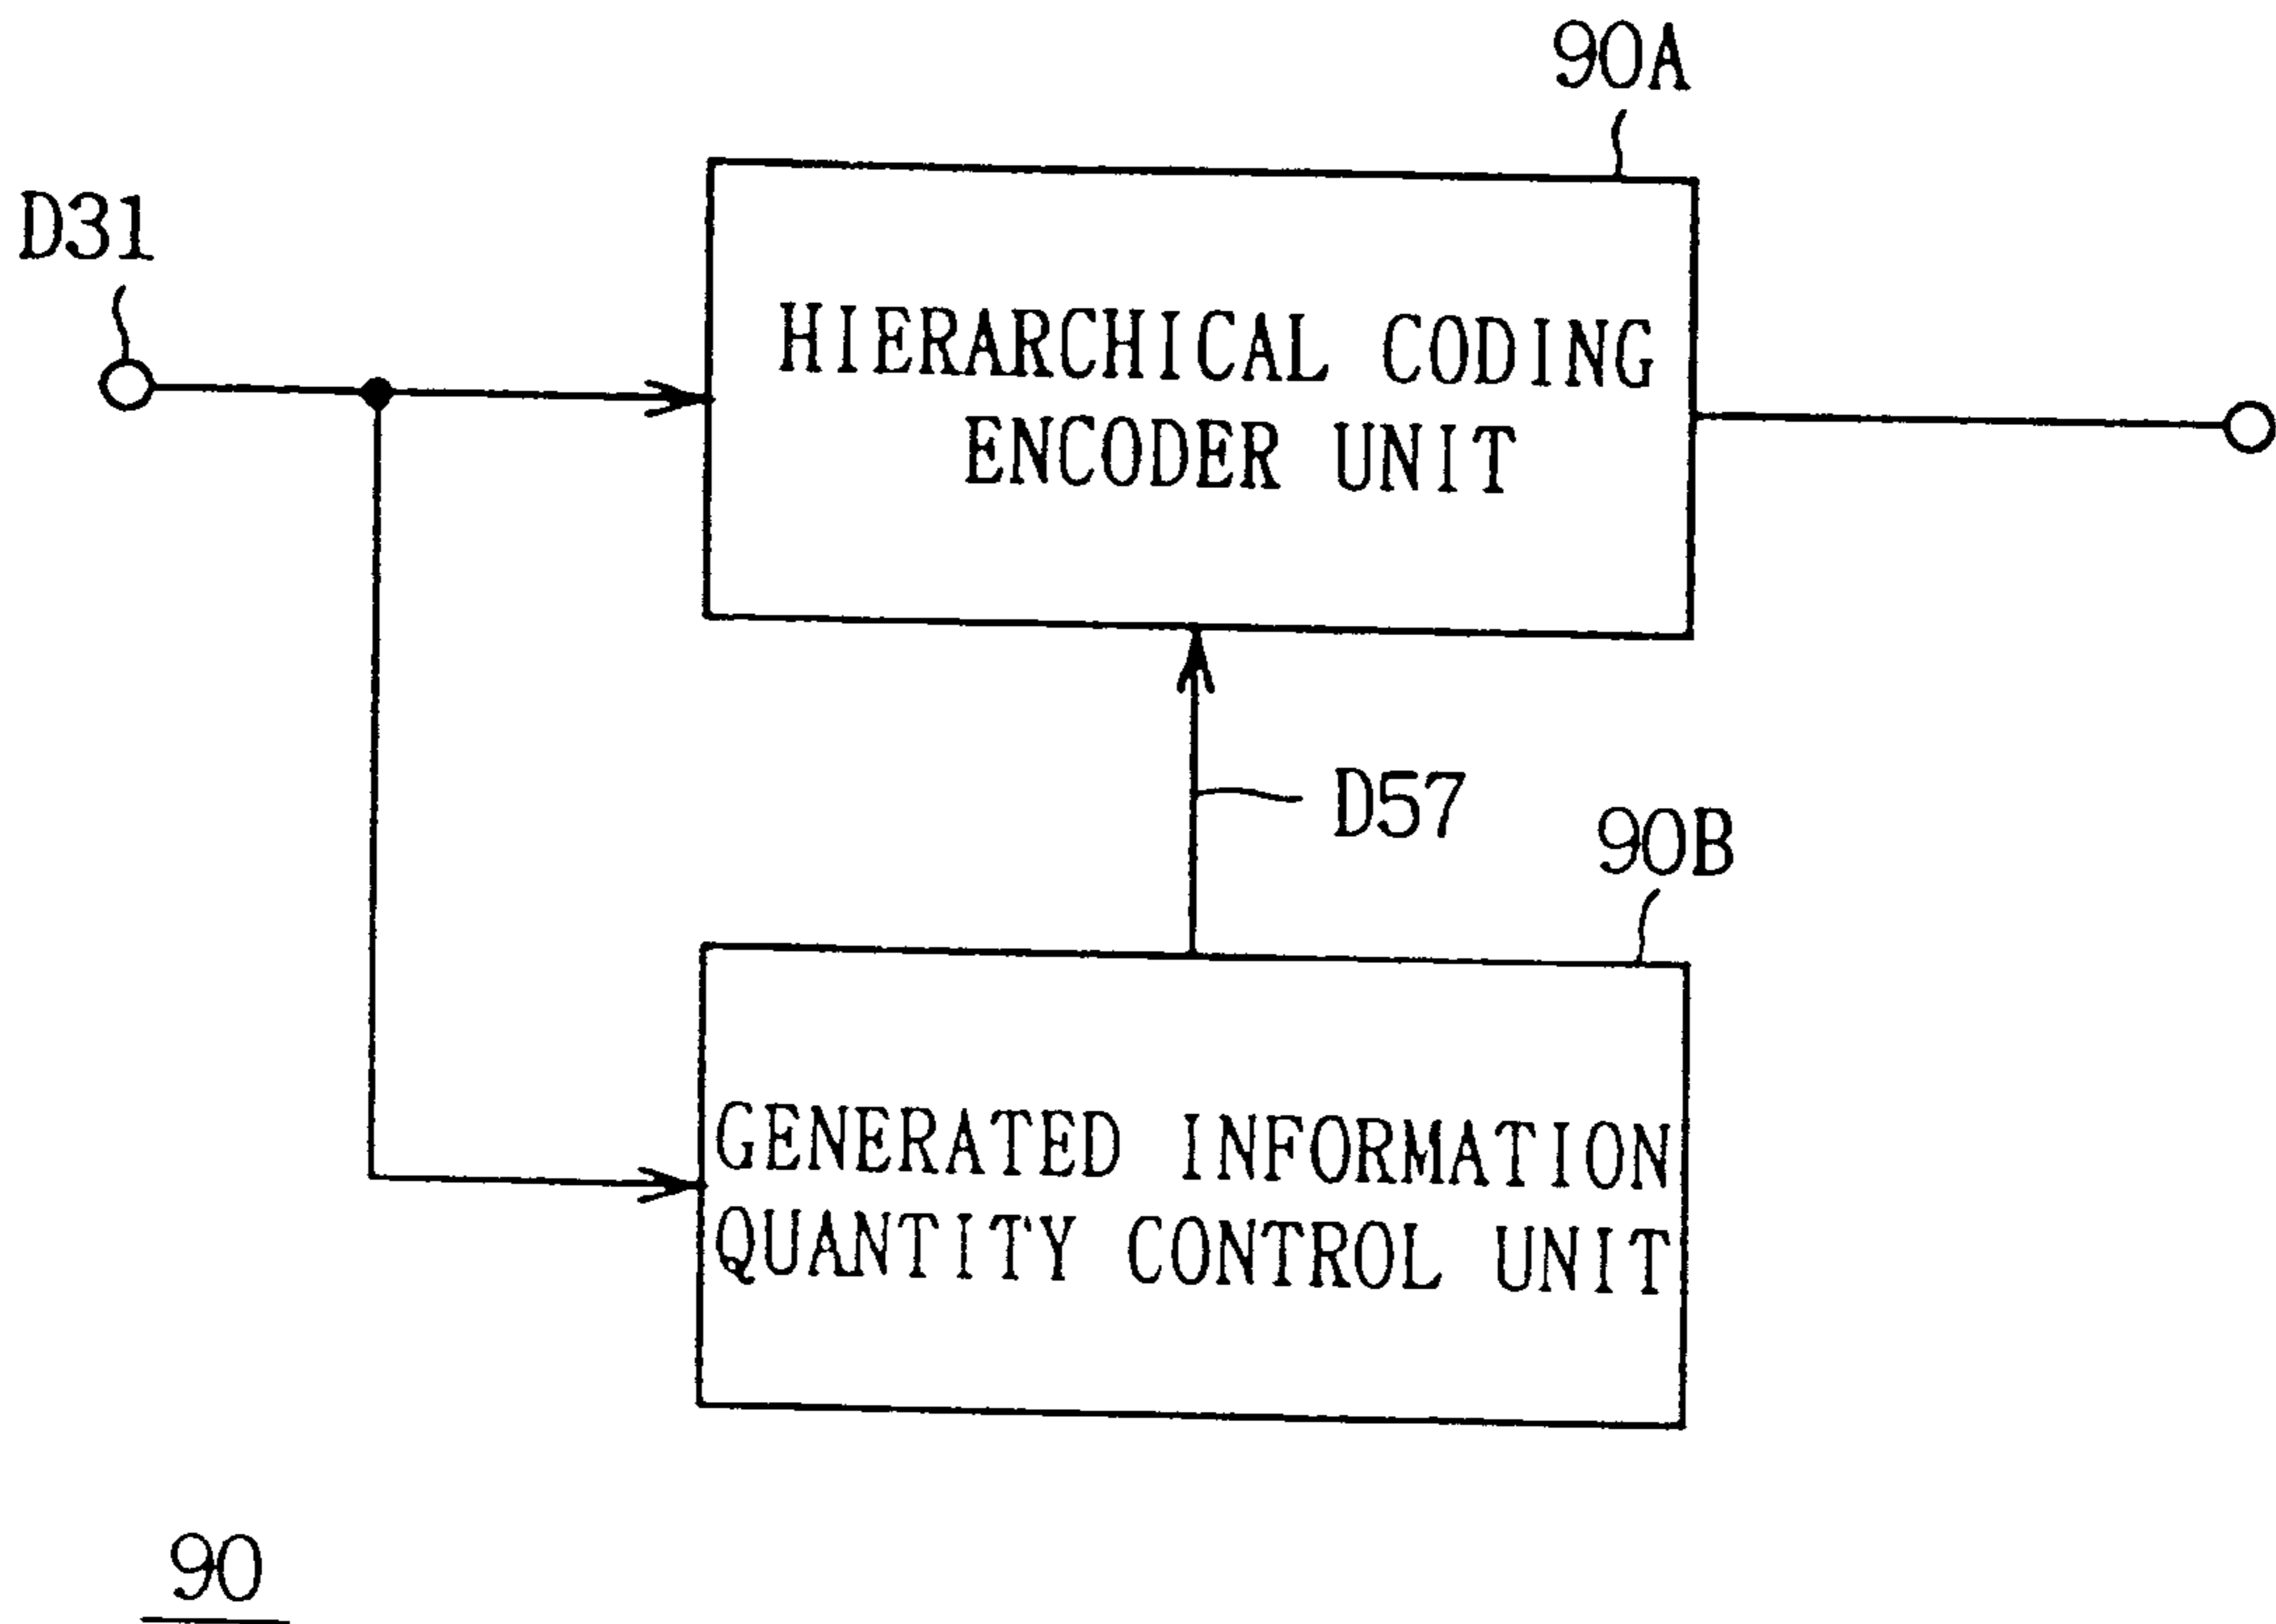 90A
D31
HIERARCHICAL CODING
ENCODER UNIT
D57
90B
GENERATED INFORMATION
QUANTITY CONTROL UNIT
90